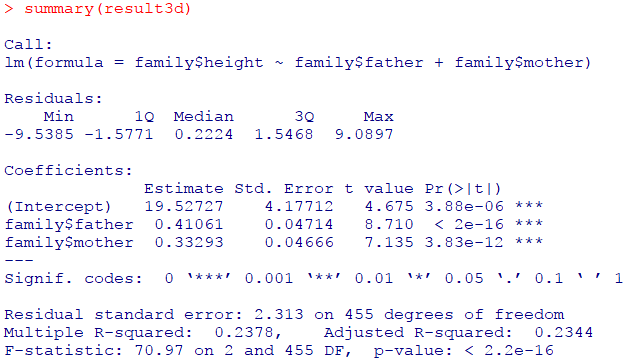 > summary(result3d)
Call:
lm(formula = family$height ~ family$father + family$mother)
Residuals:
    Min      1Q  Median      3Q     Max
-9.5385 -1.5771  0.2224  1.5468  9.0897
Coefficients:
              Estimate Std. Error t value Pr(>|t|)
(Intercept)   19.52727    4.17712   4.675 3.88e-06 ***
family$father  0.41061    0.04714   8.710  < 2e-16 ***
family$mother  0.33293    0.04666   7.135 3.83e-12 ***
---
Signif. codes:  0 ‘***’ 0.001 ‘**’ 0.01 ‘*’ 0.05 ‘.’ 0.1 ‘ ’ 1
Residual standard error: 2.313 on 455 degrees of freedom
Multiple R-squared:  0.2378,    Adjusted R-squared:  0.2344
F-statistic: 70.97 on 2 and 455 DF,  p-value: < 2.2e-16